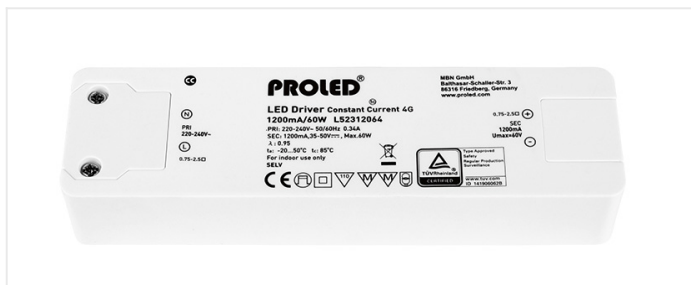 PROLED®
LED Driver Constant Current 4G
1200mA/60W L52312064
PRI: 220-240V~ 50/60Hz 0.34A
SEC: 1200mA,35-50V⎓, Max.60W
λ : 0.95
ta: -20...50°C tc: 85°C
For indoor use only
SELV
CE
110
M M
N
PRI
220-240V~
L
0.75-2.5
MBN GmbH
Balthasar-Schaller-Str. 3
86316 Friedberg, Germany
www.proled.com
0.75-2.5
+
SEC
1200mA
Umax=60V
-
TÜVRheinland
CERTIFIED
Type Approved
Safety
Regular Production
Surveillance
www.tuv.com